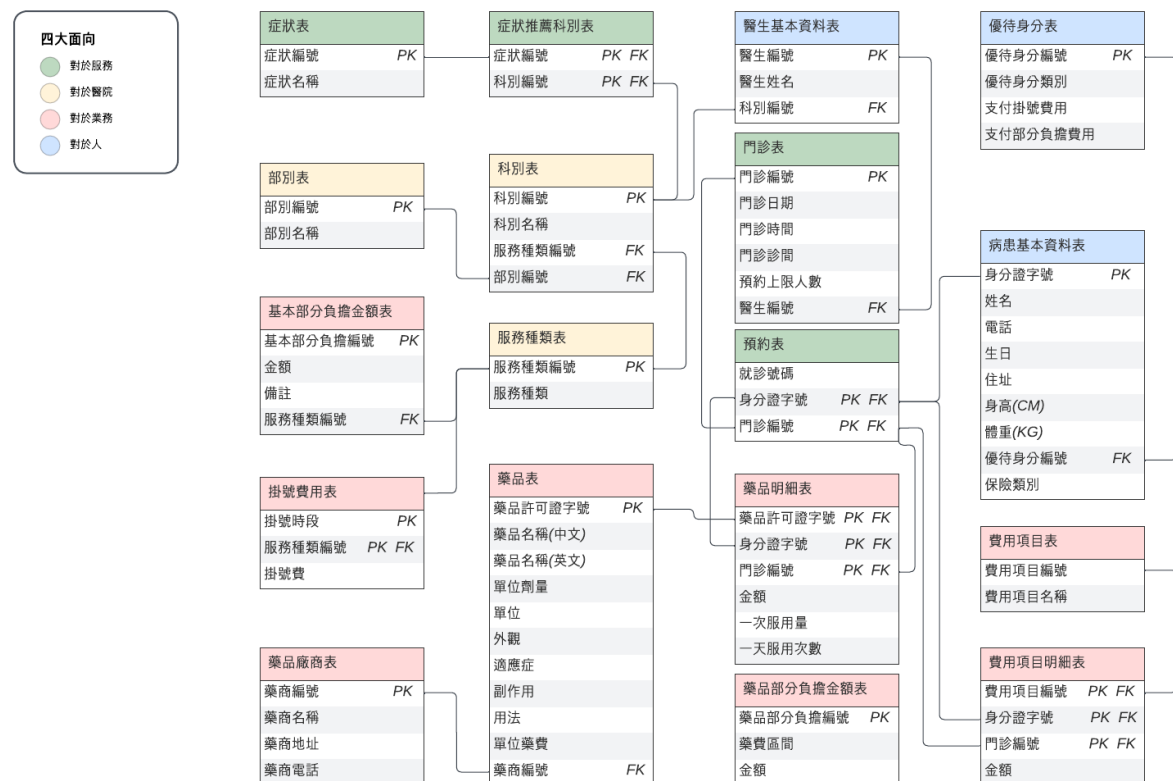 四大面向
對於服務
對於醫院
對於業務
對於人
症狀表
症狀編號 PK
症狀名稱
部別表
部別編號 PK
部別名稱
基本部分負擔金額表
基本部分負擔編號 PK
金額
備註
服務種類編號 FK
掛號費用表
掛號時段 PK
服務種類編號 PK FK
掛號費
藥品廠商表
藥商編號 PK
藥商名稱
藥商地址
藥商電話
症狀推薦科別表
症狀編號 PK FK
科別編號 PK FK
科別表
科別編號 PK
科別名稱
服務種類編號 FK
部別編號 FK
服務種類表
服務種類編號 PK
服務種類
藥品表
藥品許可證字號 PK
藥品名稱(中文)
藥品名稱(英文)
單位劑量
單位
外觀
適應症
副作用
用法
單位藥費
藥商編號 FK
醫生基本資料表
醫生編號 PK
醫生姓名
科別編號 FK
門診表
門診編號 PK
門診日期
門診時間
門診診間
預約上限人數
醫生編號 FK
預約表
就診號碼
身分證字號 PK FK
門診編號 PK FK
藥品明細表
藥品許可證字號 PK FK
身分證字號 PK FK
門診編號 PK FK
金額
一次服用量
一天服用次數
藥品部分負擔金額表
藥品部分負擔編號 PK
藥費區間
金額
優待身分表
優待身分編號 PK
優待身分類別
支付掛號費用
支付部分負擔費用
病患基本資料表
身分證字號 PK
姓名
電話
生日
住址
身高(CM)
體重(KG)
優待身分編號 FK
保險類別
費用項目表
費用項目編號
費用項目名稱
費用項目明細表
費用項目編號 PK FK
身分證字號 PK FK
門診編號 PK FK
金額